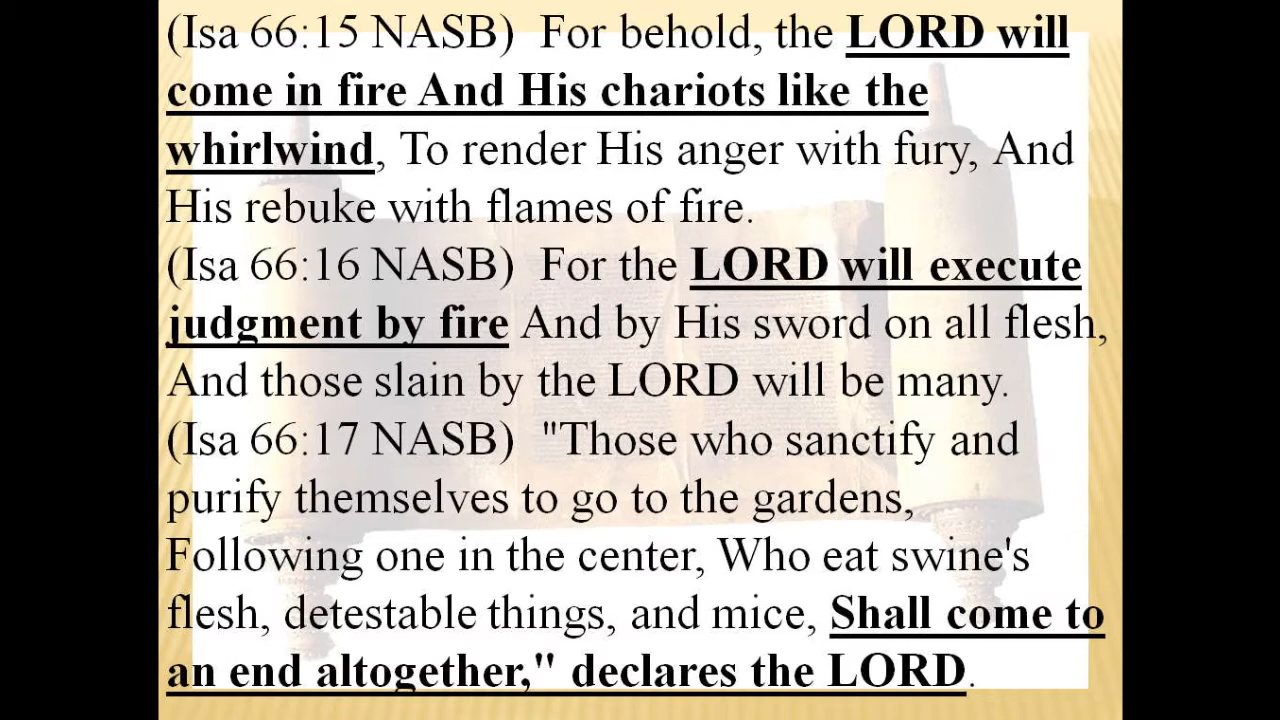 (Isa 66:15 NASB)  For behold, the LORD will
come in fire And His chariots like the
whirlwind, To render His anger with fury, And
His rebuke with flames of fire.
(Isa 66:16 NASB)  For the LORD will execute
judgment by fire And by His sword on all flesh,
And those slain by the LORD will be many.
(Isa 66:17 NASB)  "Those who sanctify and
purify themselves to go to the gardens,
Following one in the center, Who eat swine's
flesh, detestable things, and mice, Shall come to
an end altogether," declares the LORD.